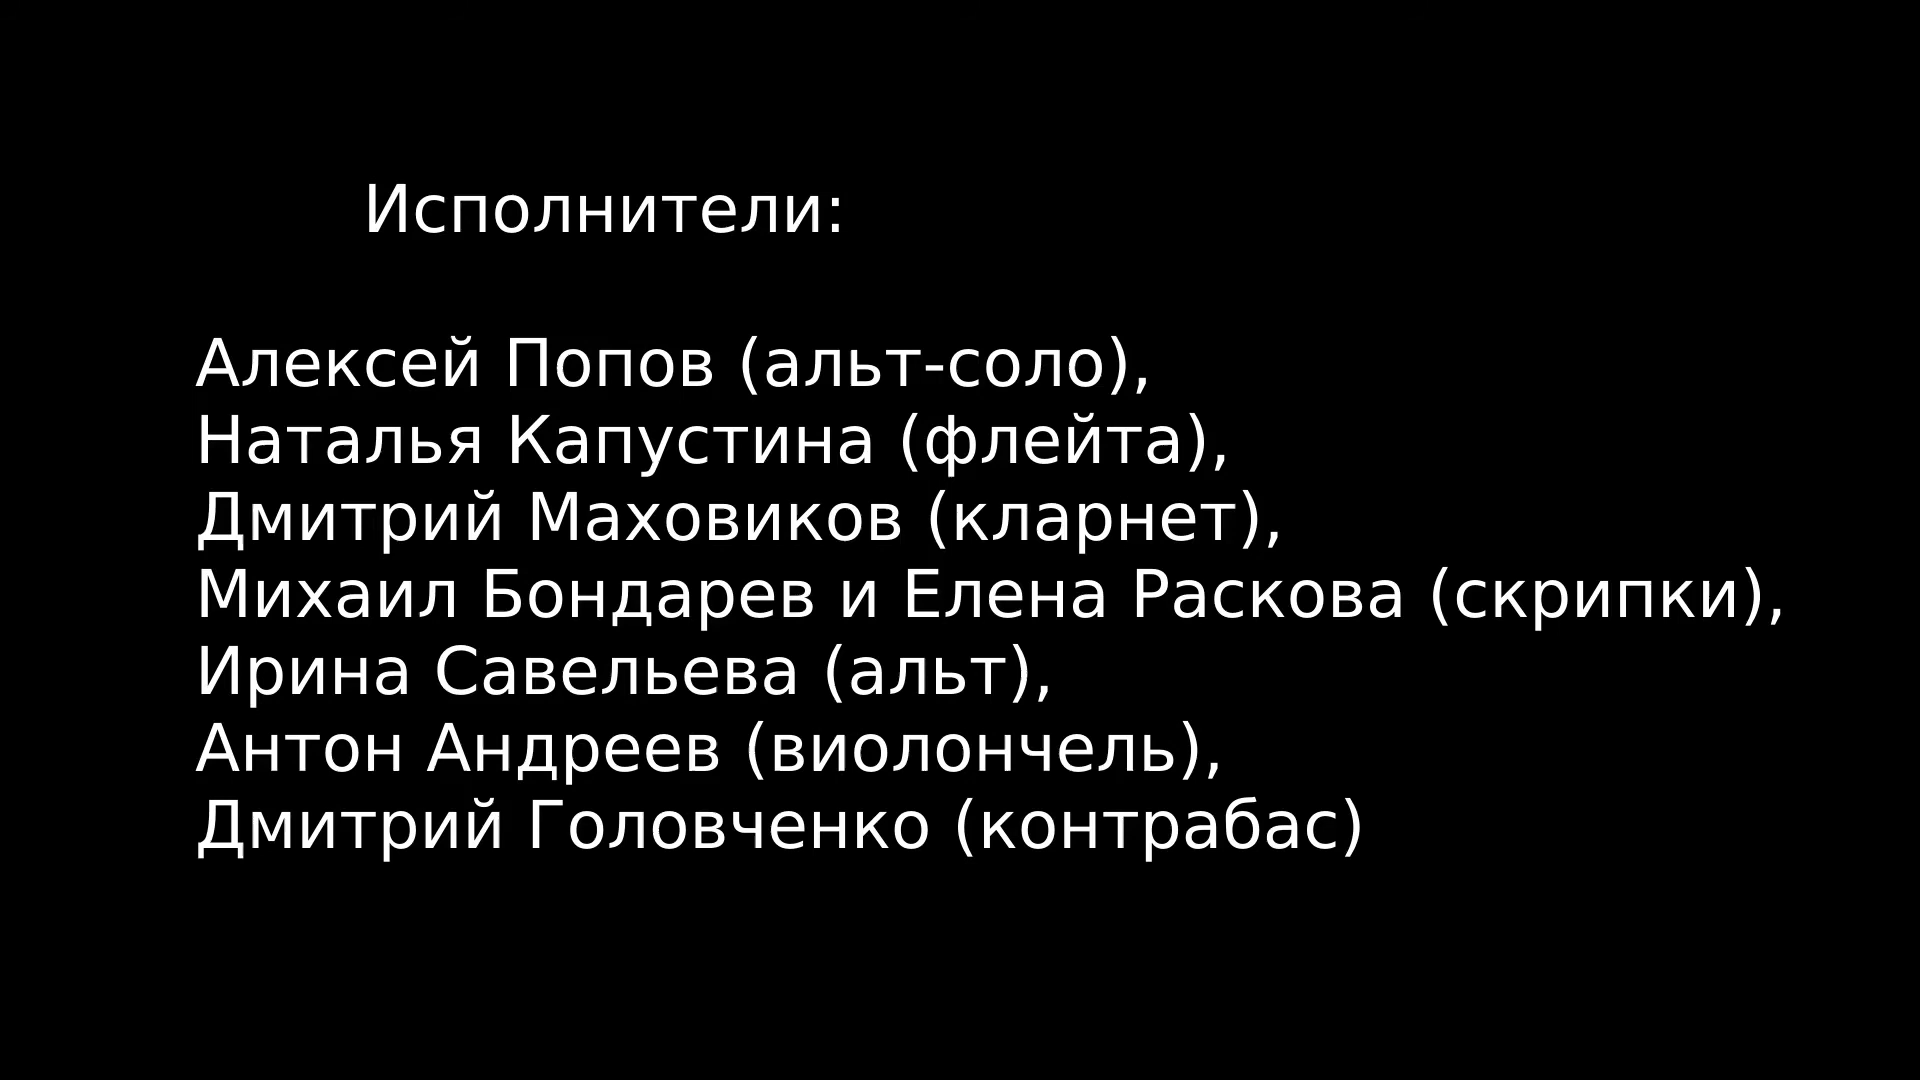 Исполнители:
Алексей Попов (альт-соло),
Наталья Капустина (флейта),
Дмитрий Маховиков (кларнет),
Михаил Бондарев и Елена Раскова (скрипки),
Ирина Савельева (альт),
Антон Андреев (виолончель),
Дмитрий Головченко (контрабас)